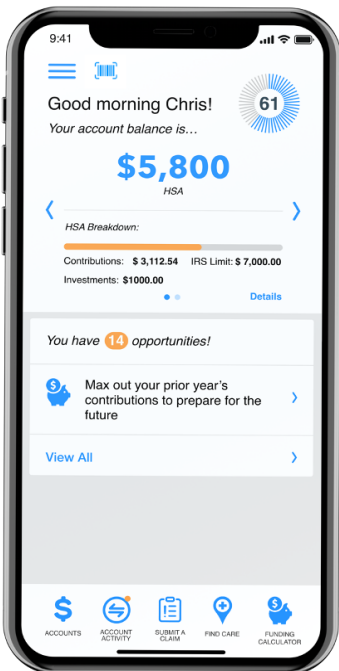 9:41
Good morning Chris!
61
Your account balance is...
$5,800
HSA
HSA Breakdown:
Contributions: $ 3,112.54 IRS Limit: $ 7,000.00
Investments: $1000.00
Details
You have 14 opportunities!
Max out your prior year's
contributions to prepare for the
future
View All
ACCOUNTS
ACCOUNT
ACTIVITY
SUBMIT A
CLAIM
FIND CARE
FUNDING
CALCULATOR